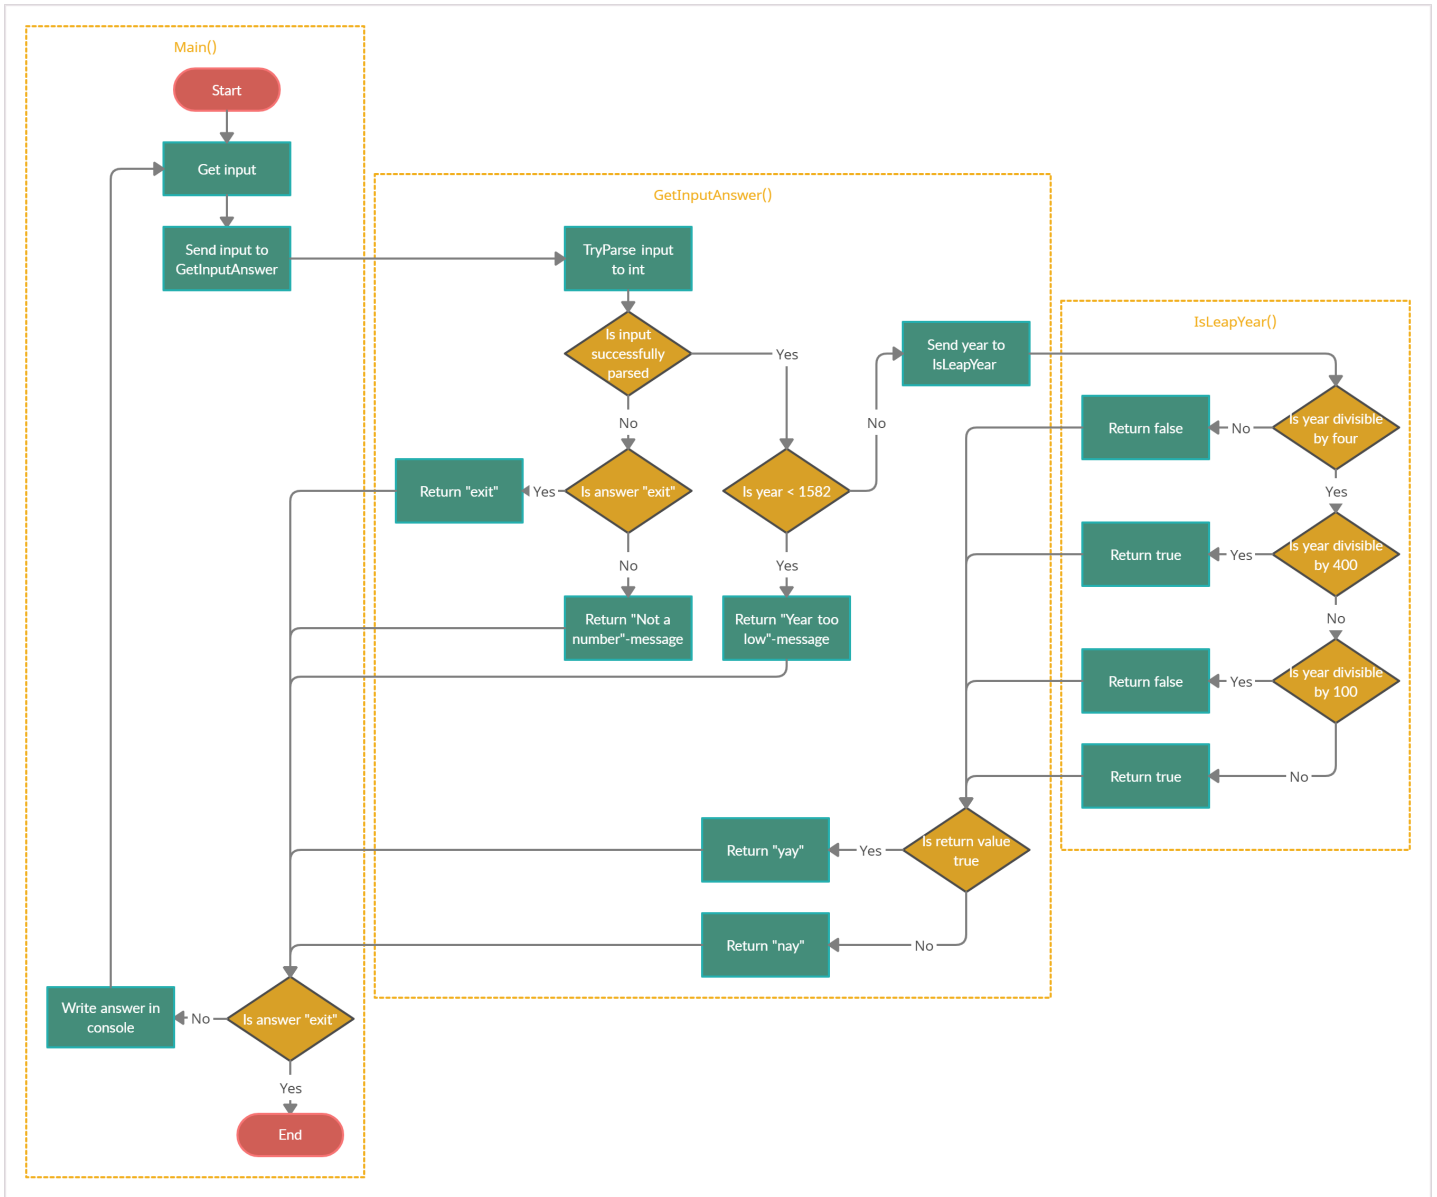 Main()
Start
Get input
Send input to
GetInputAnswer
GetInputAnswer()
TryParse input
to int
Is input
successfully
parsed
Yes
No
Is answer "exit"
Yes
Return "exit"
No
Return "Not a
number"-message
Is year < 1582
No
Yes
Return "Year too
low"-message
Send year to
IsLeapYear
IsLeapYear()
Is year divisible
by four
No
Return false
Yes
Is year divisible
by 400
Yes
Return true
No
Is year divisible
by 100
Yes
Return false
No
Return true
Is return value
true
Yes
Return "yay"
No
Return "nay"
Is answer "exit"
No
Write answer in
console
Yes
End